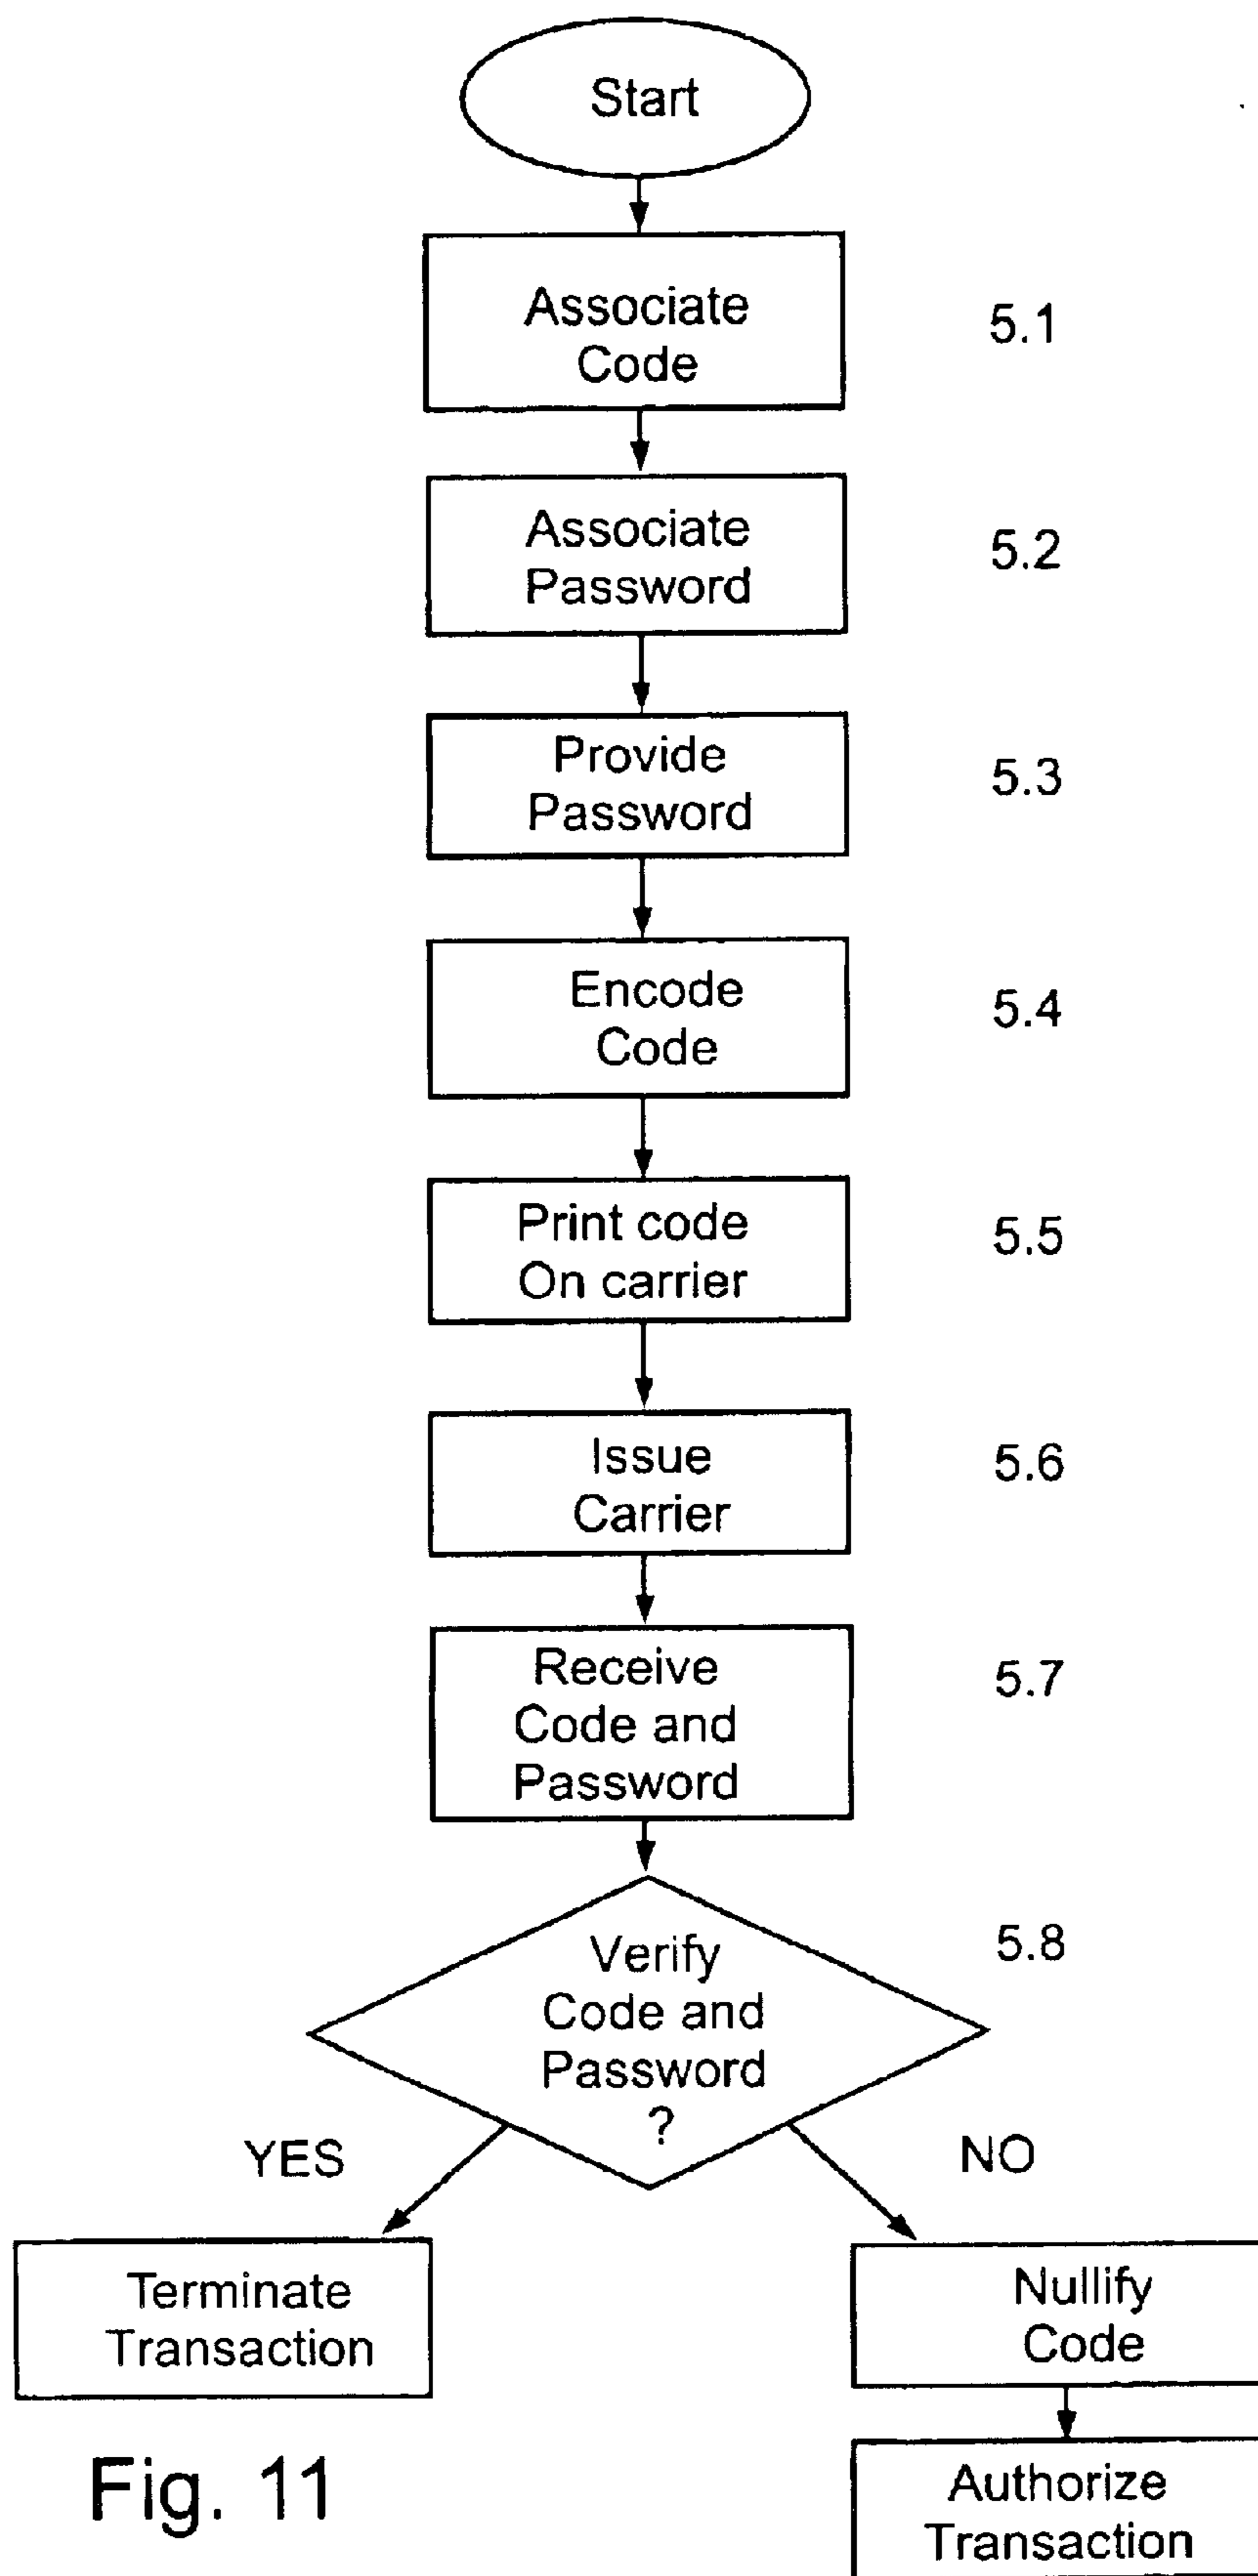 Start
Associate
Code
5.1
Associate
Password
5.2
Provide
Password
5.3
Encode
Code
5.4
Print code
On carrier
5.5
Issue
Carrier
5.6
Receive
Code and
Password
5.7
Verify
Code and
Password
?
5.8
YES
NO
Terminate
Transaction
Nullify
Code
Authorize
Transaction
Fig. 11